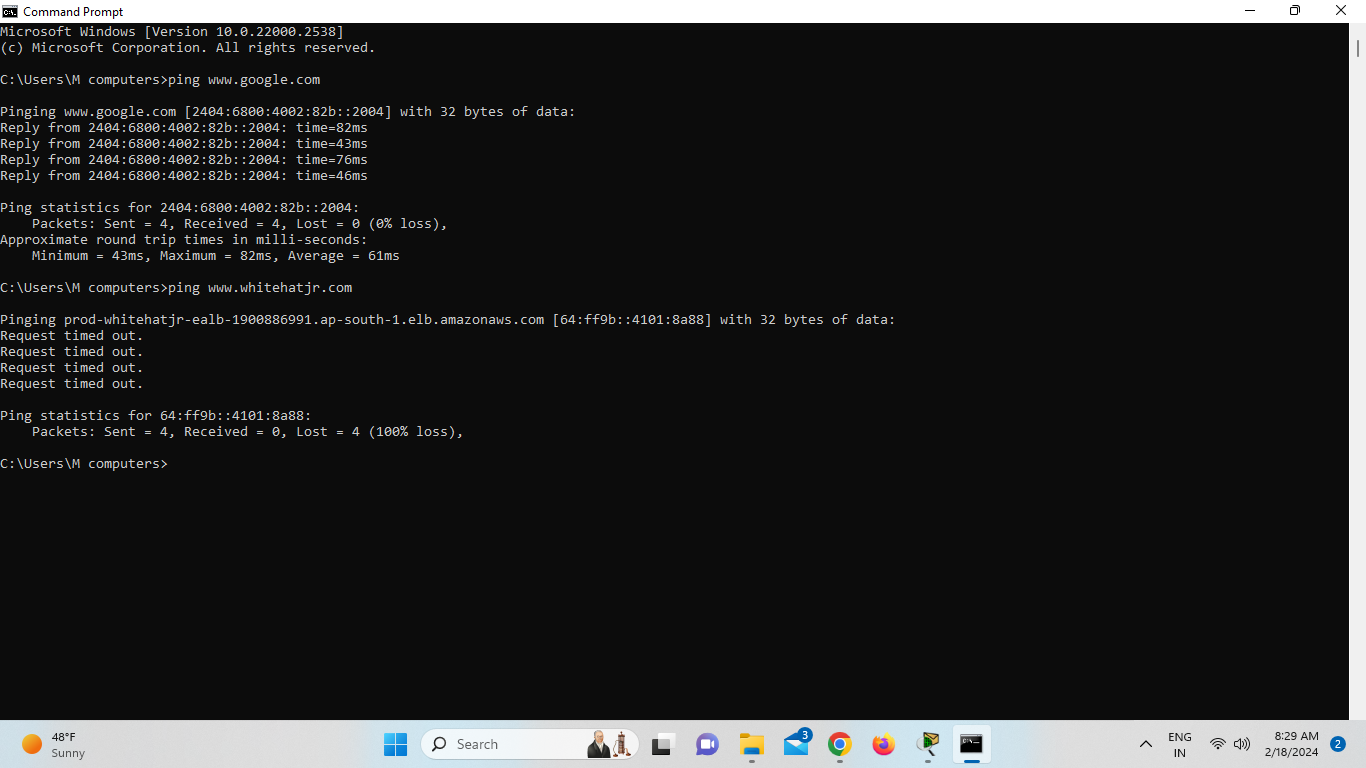 Command Prompt
Microsoft Windows [Version 10.0.22000.2538]
(c) Microsoft Corporation. All rights reserved.
C:\Users\M computers>ping www.google.com
Pinging www.google.com [2404:6800:4002:82b::2004] with 32 bytes of data:
Reply from 2404:6800:4002:82b::2004: time=82ms
Reply from 2404:6800:4002:82b::2004: time=43ms
Reply from 2404:6800:4002:82b::2004: time=76ms
Reply from 2404:6800:4002:82b::2004: time=46ms
Ping statistics for 2404:6800:4002:82b::2004:
    Packets: Sent = 4, Received = 4, Lost = 0 (0% loss),
Approximate round trip times in milli-seconds:
    Minimum = 43ms, Maximum = 82ms, Average = 61ms
C:\Users\M computers>ping www.whitehatjr.com
Pinging prod-whitehatjr-ealb-1900886991.ap-south-1.elb.amazonaws.com [64:ff9b::4101:8a88] with 32 bytes of data:
Request timed out.
Request timed out.
Request timed out.
Request timed out.
Ping statistics for 64:ff9b::4101:8a88:
    Packets: Sent = 4, Received = 0, Lost = 4 (100% loss),
C:\Users\M computers>
48°F
Sunny
Search
3
ENG
IN
8:29 AM
2/18/2024
2